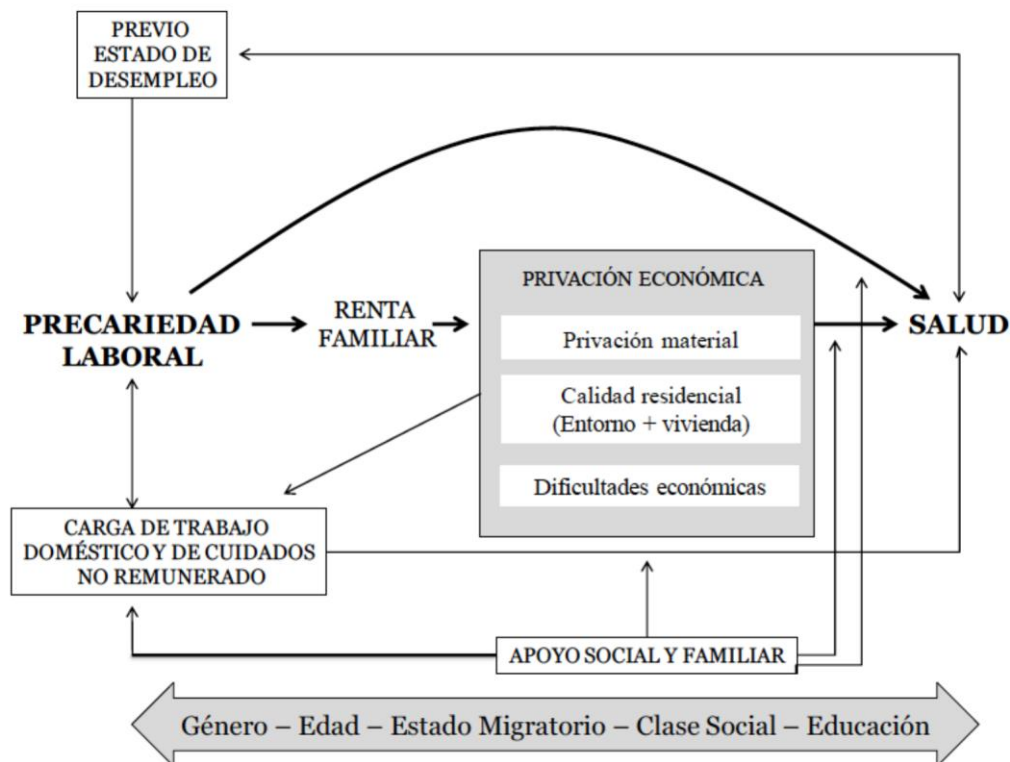 PREVIO
ESTADO DE
DESEMPLEO
PRIVACIÓN ECONÓMICA
PRECARIEDAD
LABORAL
RENTA
FAMILIAR
Privación material
SALUD
Calidad residencial
(Entorno + vivienda)
Dificultades económicas
CARGA DE TRABAJO
DOMÉSTICO Y DE CUIDADOS
NO REMUNERADO
APOYO SOCIAL Y FAMILIAR
Género – Edad – Estado Migratorio – Clase Social – Educación